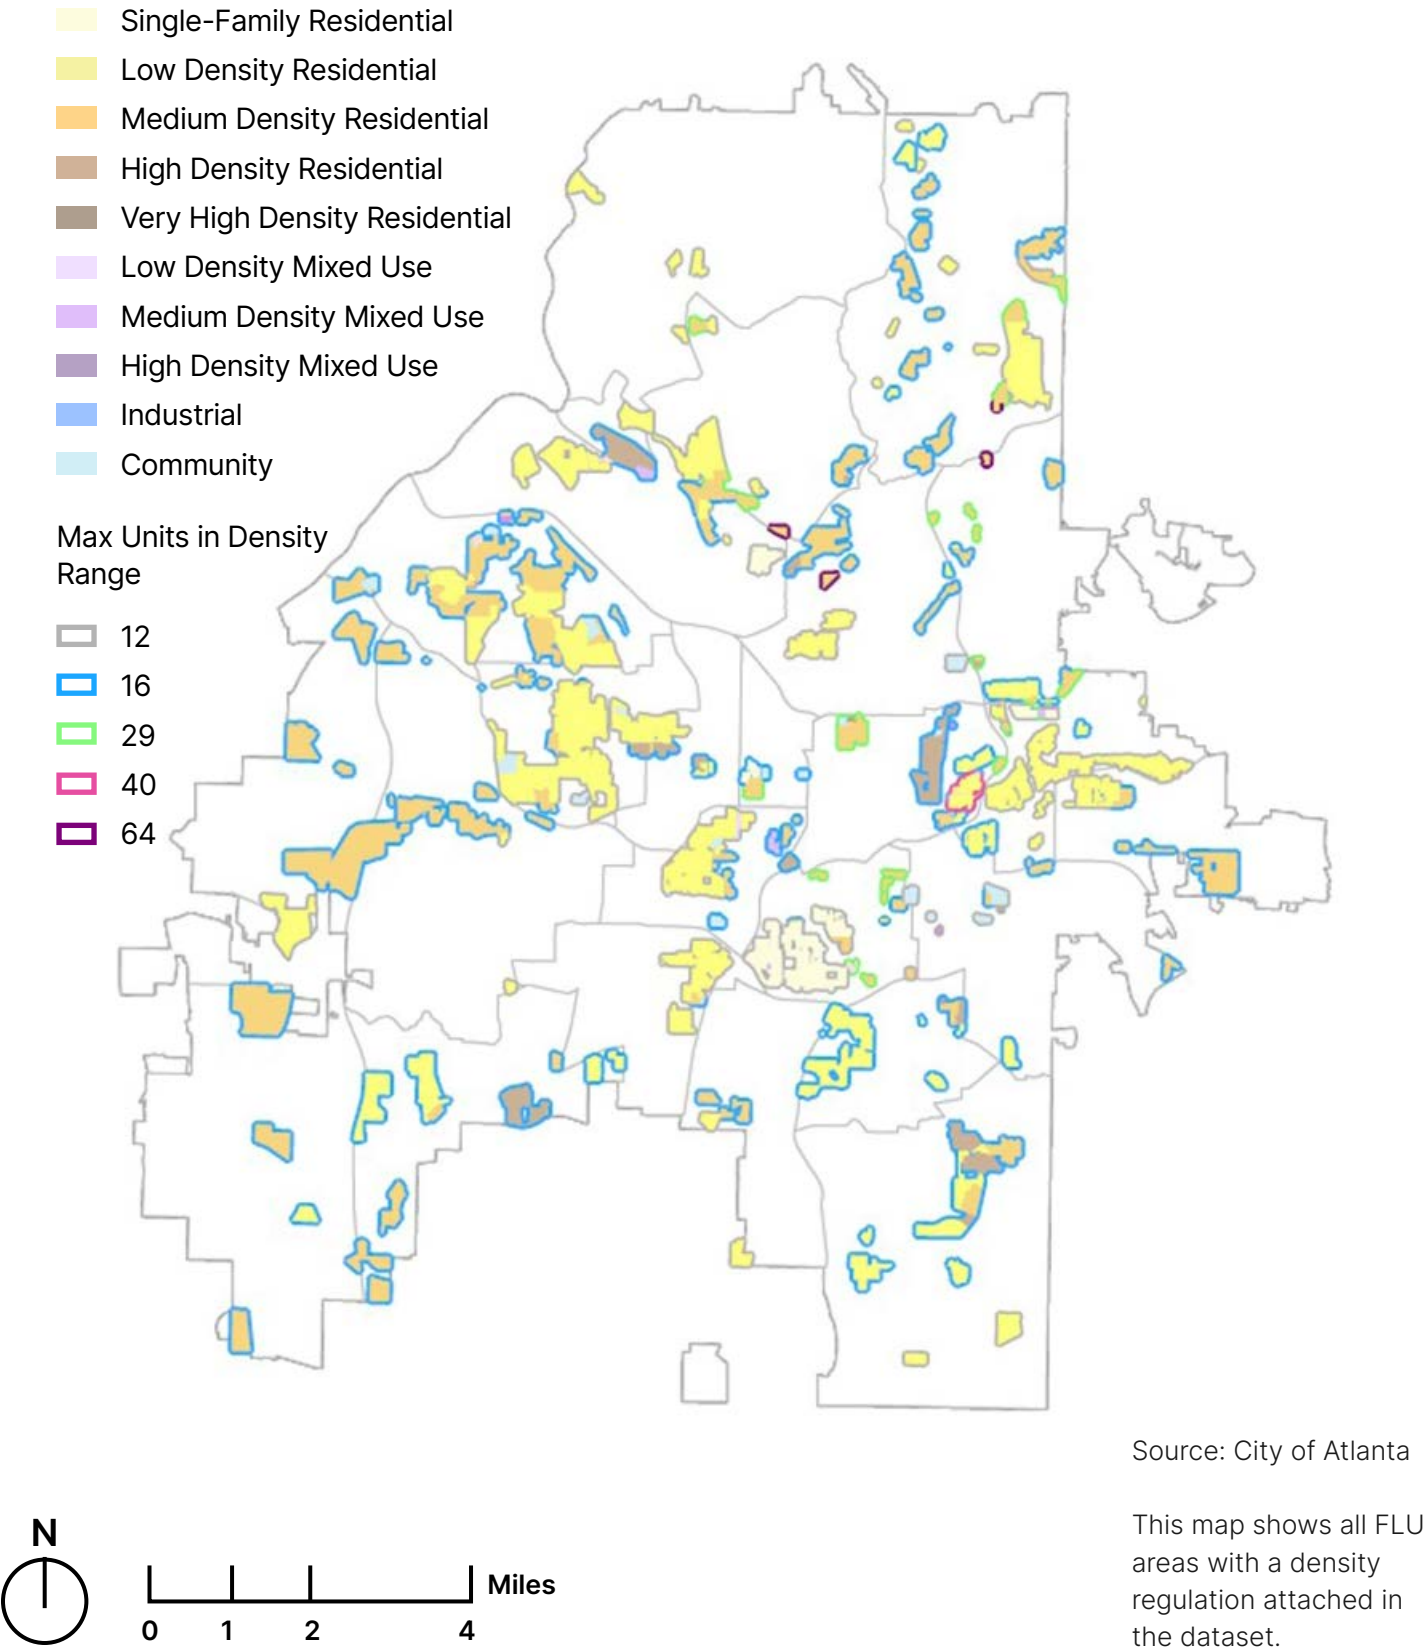 Single-Family Residential
Low Density Residential
Medium Density Residential
High Density Residential
Very High Density Residential
Low Density Mixed Use
Medium Density Mixed Use
High Density Mixed Use
Industrial
Community
Max Units in Density
Range
12
16
29
40
64
Source: City of Atlanta
This map shows all FLU
areas with a density
regulation attached in
the dataset.
N
Miles
0 1 2 4